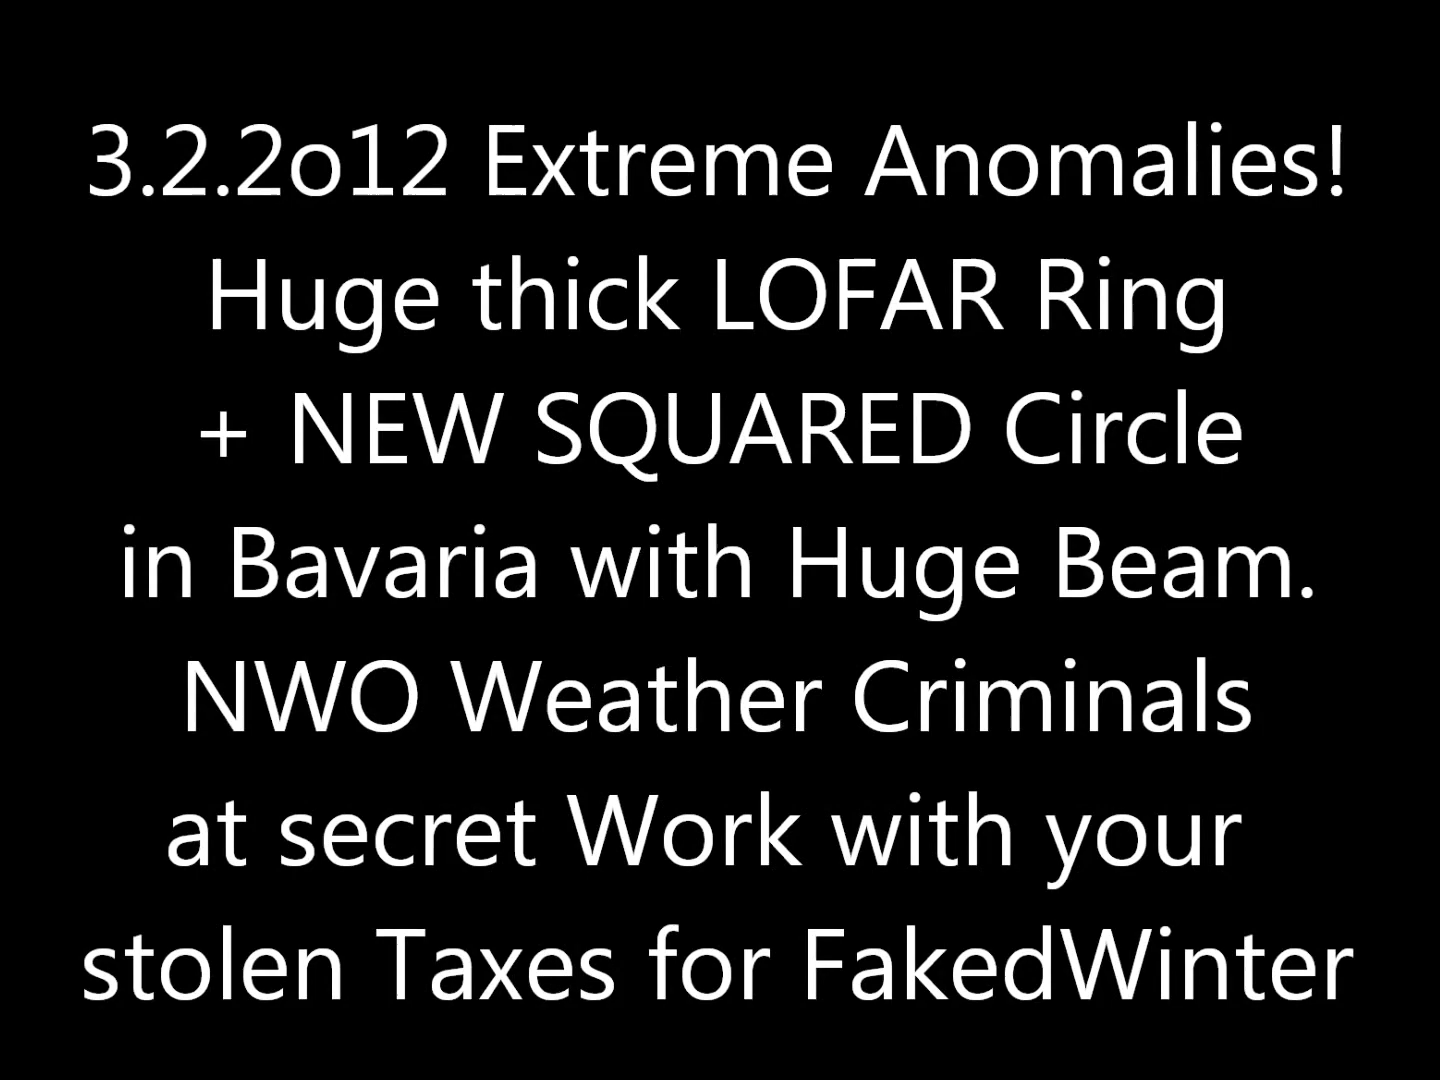 3.2.2o12 Extreme Anomalies!
Huge thick LOFAR Ring
+ NEW SQUARED Circle
in Bavaria with Huge Beam.
NWO Weather Criminals
at secret Work with your
stolen Taxes for FakedWinter